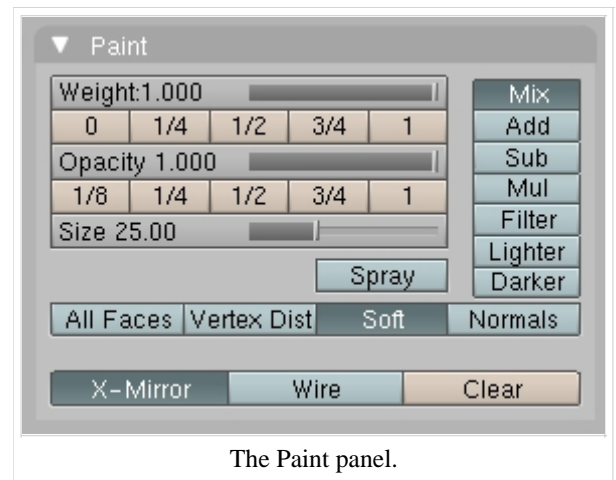 Paint
Weight:1.000
0 1/4 1/2 3/4 1
Opacity 1.000
1/8 1/4 1/2 3/4 1
Size 25.00
Mix
Add
Sub
Mul
Filter
Lighter
Darker
Spray
All Faces Vertex Dist Soft Normals
X-Mirror Wire Clear
The Paint panel.